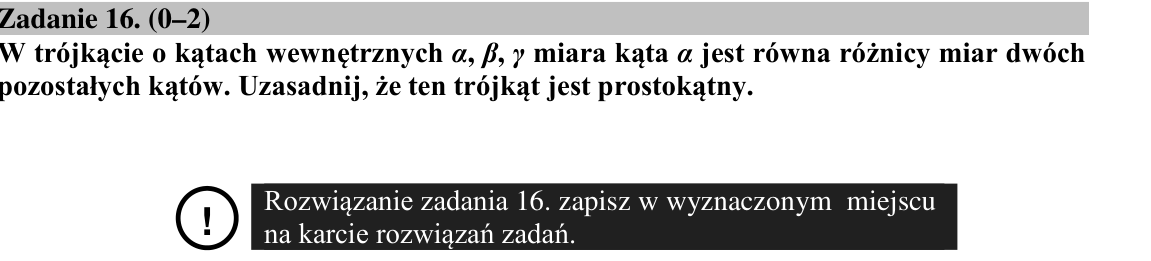 Zadanie 16. (0–2)
W trójkącie o kątach wewnętrznych α, β, γ miara kąta α jest równa różnicy miar dwóch
pozostałych kątów. Uzasadnij, że ten trójkąt jest prostokątny.
! Rozwiązanie zadania 16. zapisz w wyznaczonym miejscu
na karcie rozwiązań zadań.